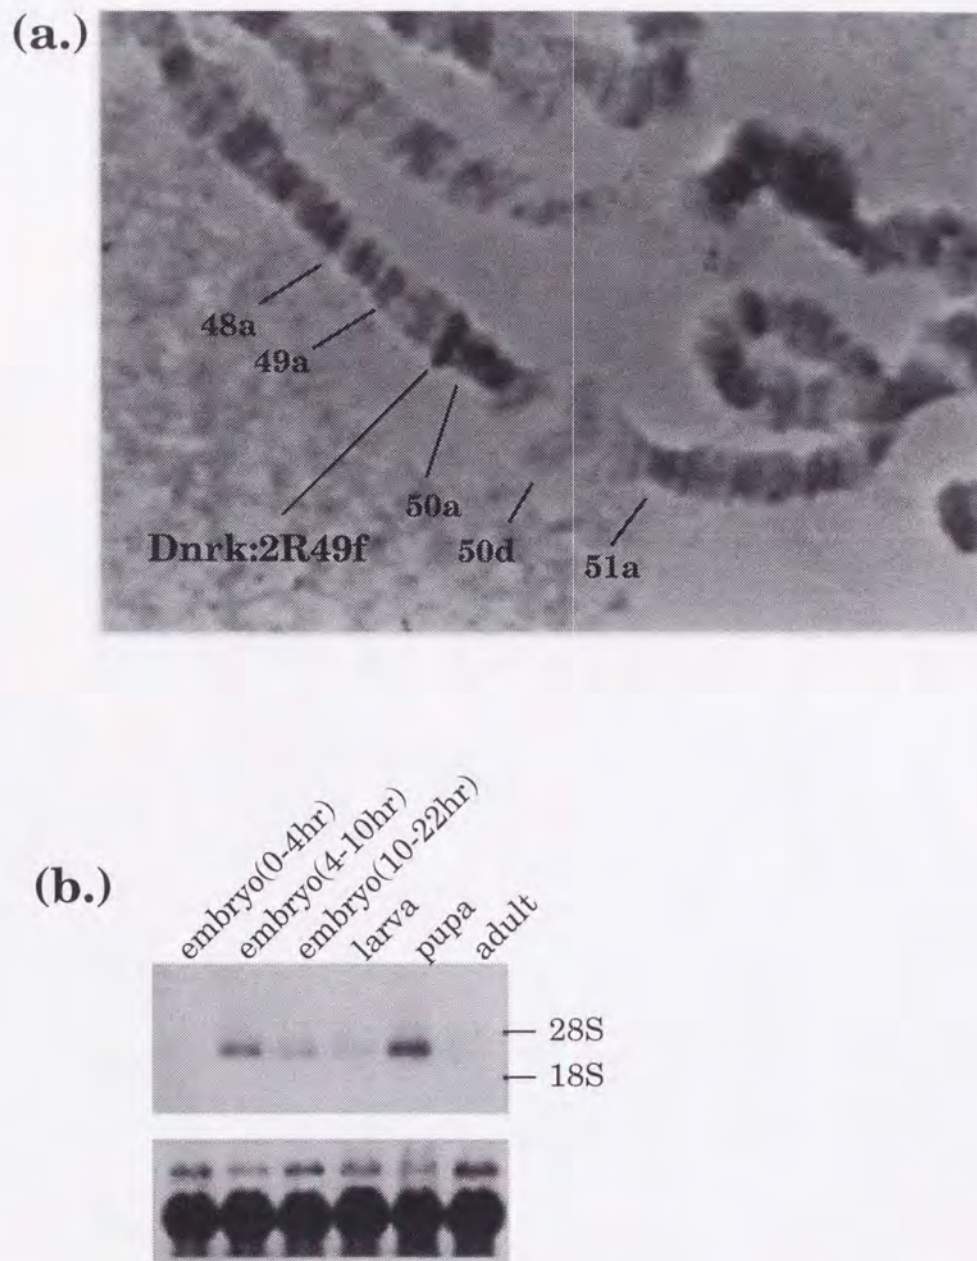 (a.)
48a
49a
50a
Dnrk:2R49f
50d
51a
(b.)
embryo(0-4hr)
embryo(4-10hr)
embryo(10-22hr)
larva
pupa
adult
28S
18S